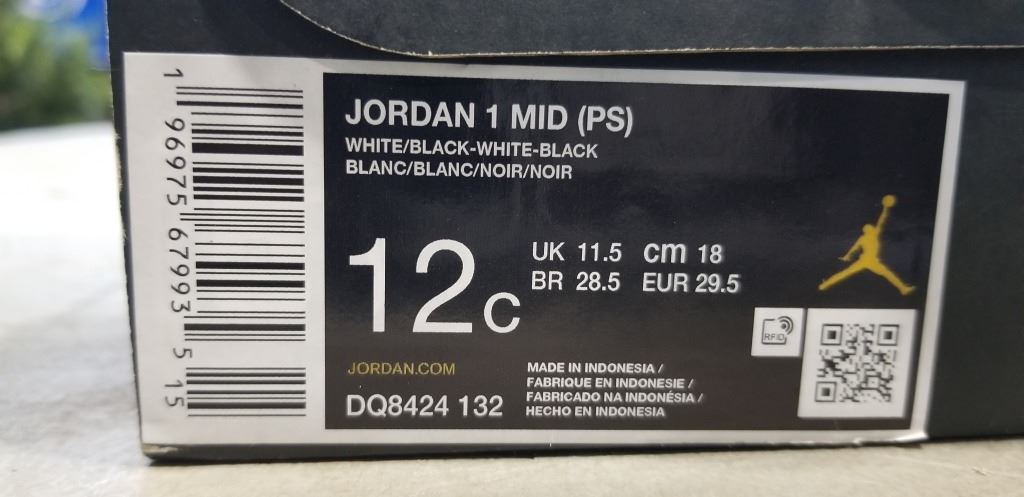 1 96975 67993 5 15
JORDAN 1 MID (PS)
WHITE/BLACK-WHITE-BLACK
BLANC/BLANC/NOIR/NOIR
12c
UK 11.5 cm 18
BR 28.5 EUR 29.5
RFID
JORDAN.COM
DQ8424 132
MADE IN INDONESIA /
FABRIQUE EN INDONESIE /
FABRICADO NA INDONÉSIA /
HECHO EN INDONESIA